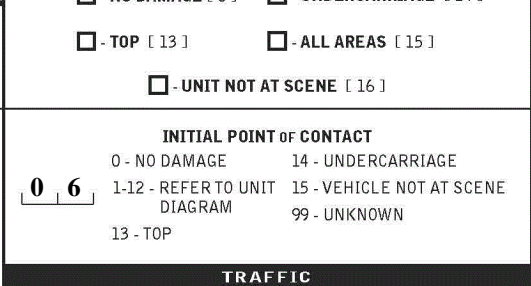 - TOP [ 13 ]
- ALL AREAS [ 15 ]
- UNIT NOT AT SCENE [ 16 ]
INITIAL POINT OF CONTACT
0 - NO DAMAGE
14 - UNDERCARRIAGE
0 6
1-12 - REFER TO UNIT
DIAGRAM
15 - VEHICLE NOT AT SCENE
99 - UNKNOWN
13 - TOP
TRAFFIC